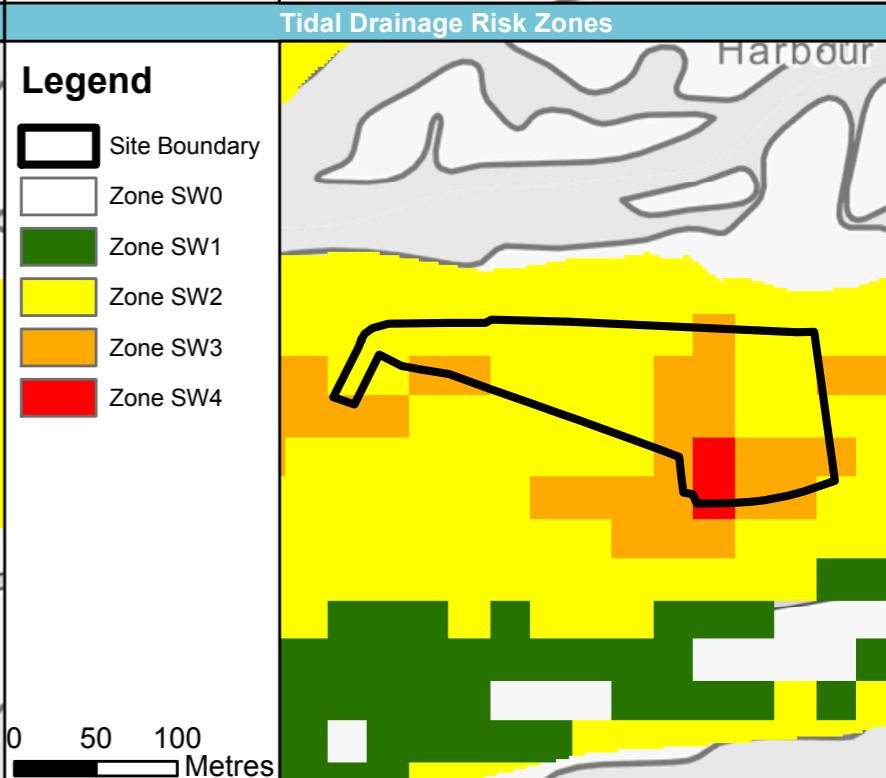 Tidal Drainage Risk Zones
Legend
Site Boundary
Zone SW0
Zone SW1
Zone SW2
Zone SW3
Zone SW4
0 50 100
Metres
Harbour